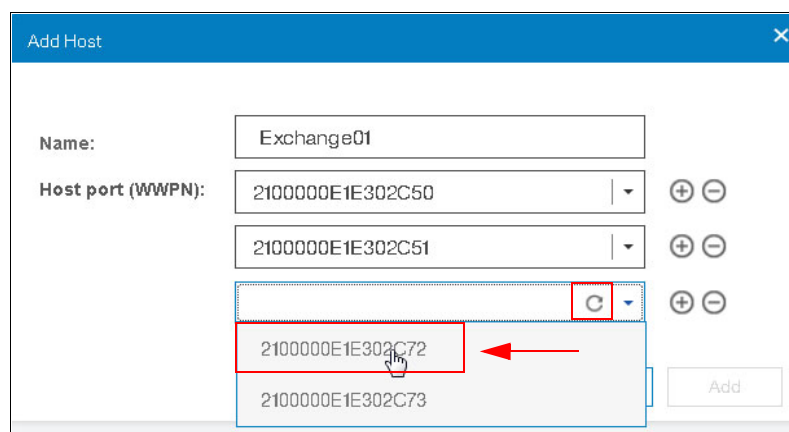 Add Host
Name: Exchange01
Host port (WWPN): 2100000E1E302C50
2100000E1E302C51
2100000E1E302C72
2100000E1E302C73
Add